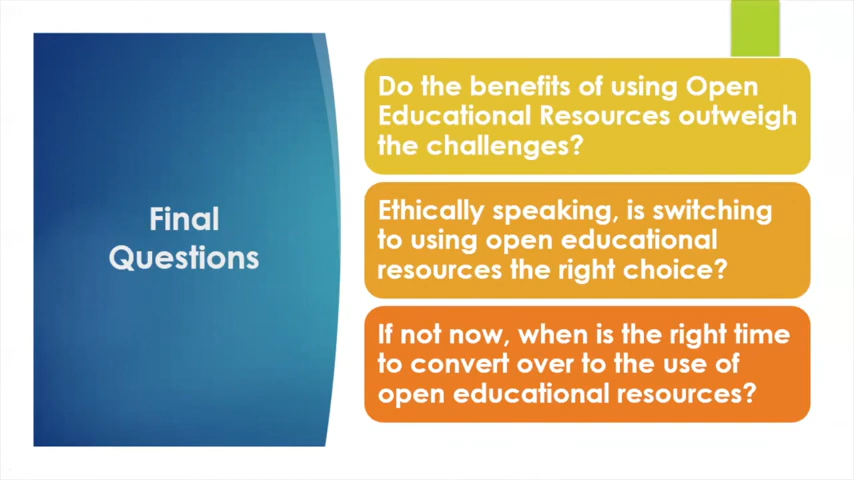 Final
Questions
Do the benefits of using Open
Educational Resources outweigh
the challenges?
Ethically speaking, is switching
to using open educational
resources the right choice?
If not now, when is the right time
to convert over to the use of
open educational resources?